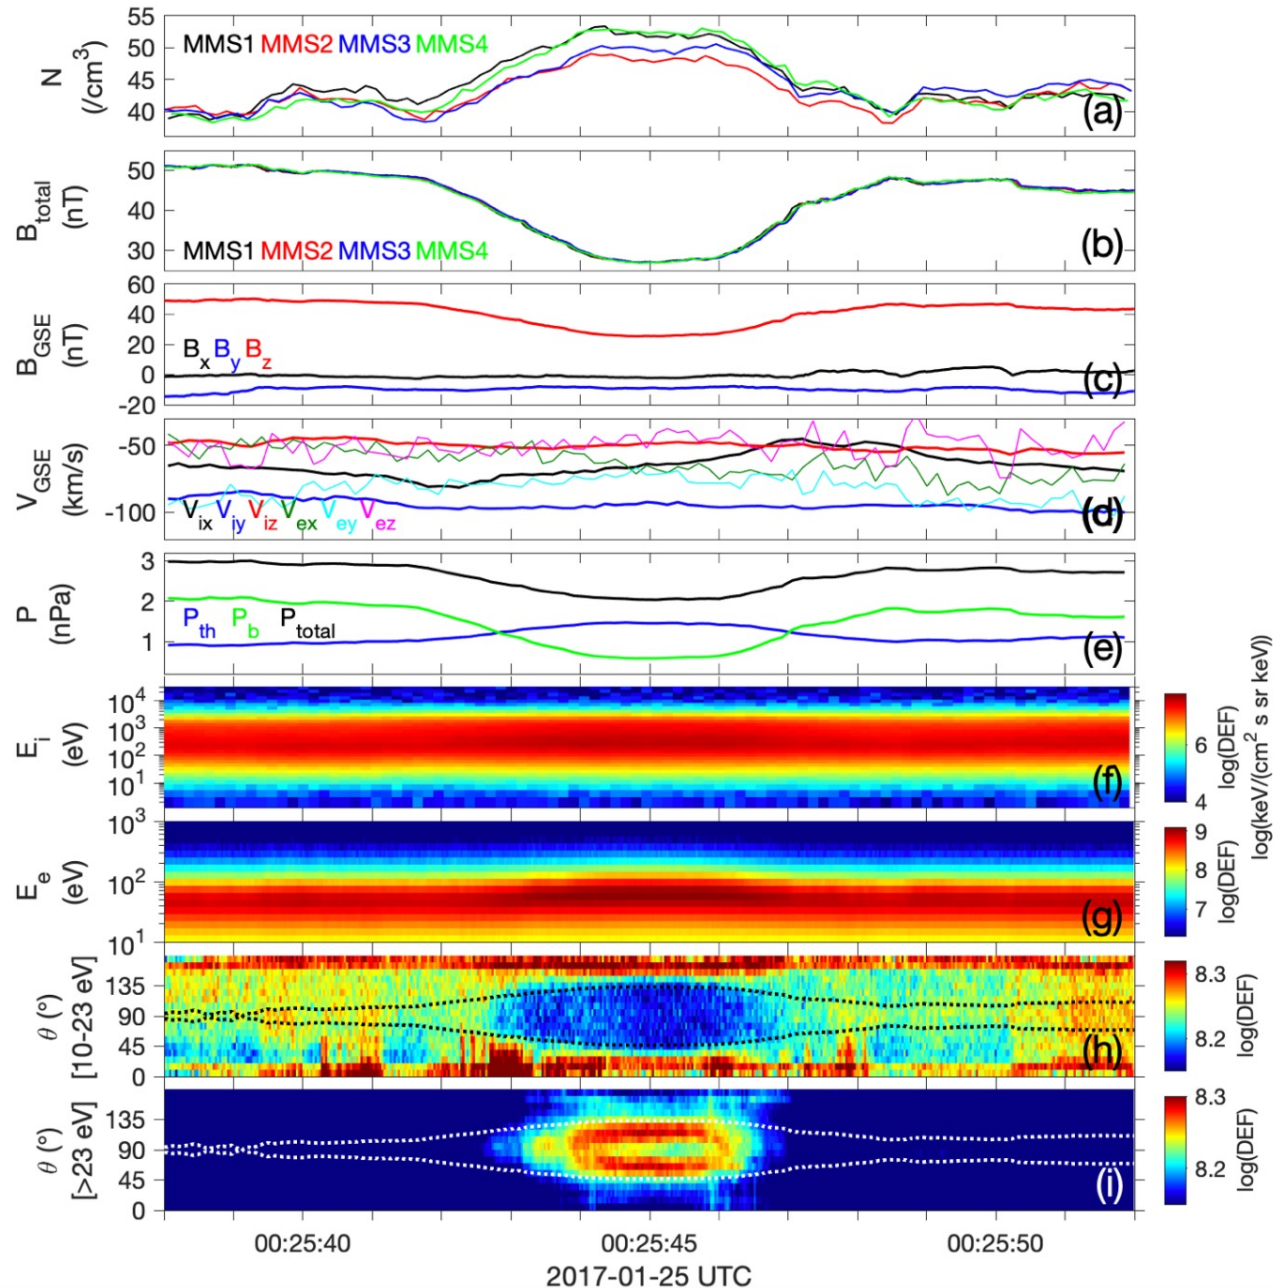 55
50
45
40
N
(/cm³)
MMS1 MMS2 MMS3 MMS4
(a)
50
40
30
B_total
(nT)
MMS1 MMS2 MMS3 MMS4
(b)
60
40
20
0
-20
B_GSE
(nT)
B_x B_y B_z
(c)
-50
-100
V_GSE
(km/s)
V_ix V_iy V_iz V_ex V_ey V_ez
(d)
3
2
1
P
(nPa)
P_th P_b P_total
(e)
10⁴
10³
10²
10¹
E_i
(eV)
(f)
6
4
log(DEF)
log(keV/(cm² s sr keV))
10³
10²
10¹
E_e
(eV)
(g)
9
8
7
log(DEF)
135
90
45
0
θ (°)
[10-23 eV]
(h)
8.3
8.2
log(DEF)
135
90
45
0
θ (°)
[>23 eV]
(i)
8.3
8.2
log(DEF)
00:25:40 00:25:45 00:25:50
2017-01-25 UTC